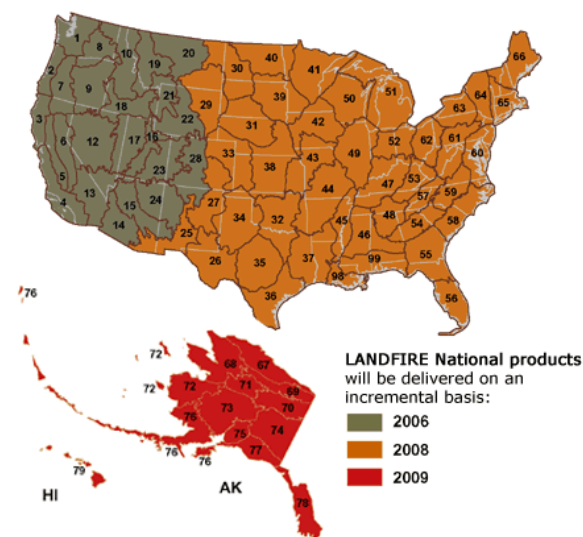 1 8 10 19 20 40 41 66
2 7 9 21 30 39 50 51 64
18 29 63 65
3 6 12 17 16 22 31 42 52 62 61 60
28 33 38 43 49 53
5 13 23 47 57 59
4 15 24 27 34 32 44 45 48 54 58
14 25 26 35 37 46 99 55
36 98 56
76
72 68 67
72 72 71 69
76 73 70
75 74
76 76 77
79
HI AK 78
LANDFIRE National products
will be delivered on an
incremental basis:
2006
2008
2009